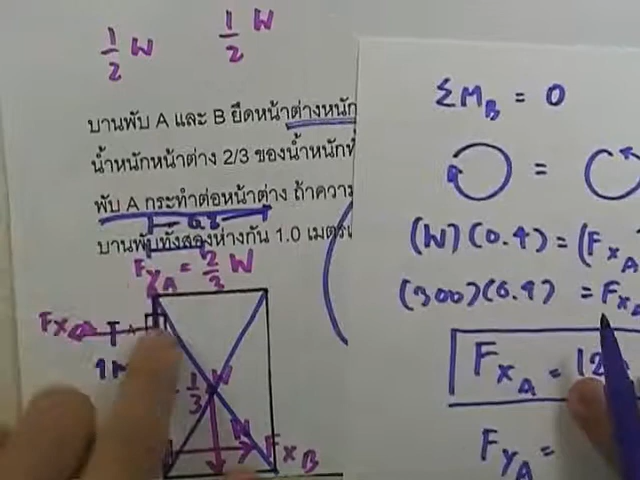 1/2 W 1/2 W
บานพับ A และ B ยึดหน้าต่างหนัก
น้ำหนักหน้าต่าง 2/3 ของน้ำหนักที่
พับ A กระทำต่อหน้าต่าง ถ้าความ
บานพับทั้งสองห่างกัน 1.0 เมตร
FyA = 2/3 W
Fx
1/3 W
W
FxB
ΣMB = 0
=
(W)(0.4) = (FxA
(300)(0.4) = Fx
FxA = 12
FyA =